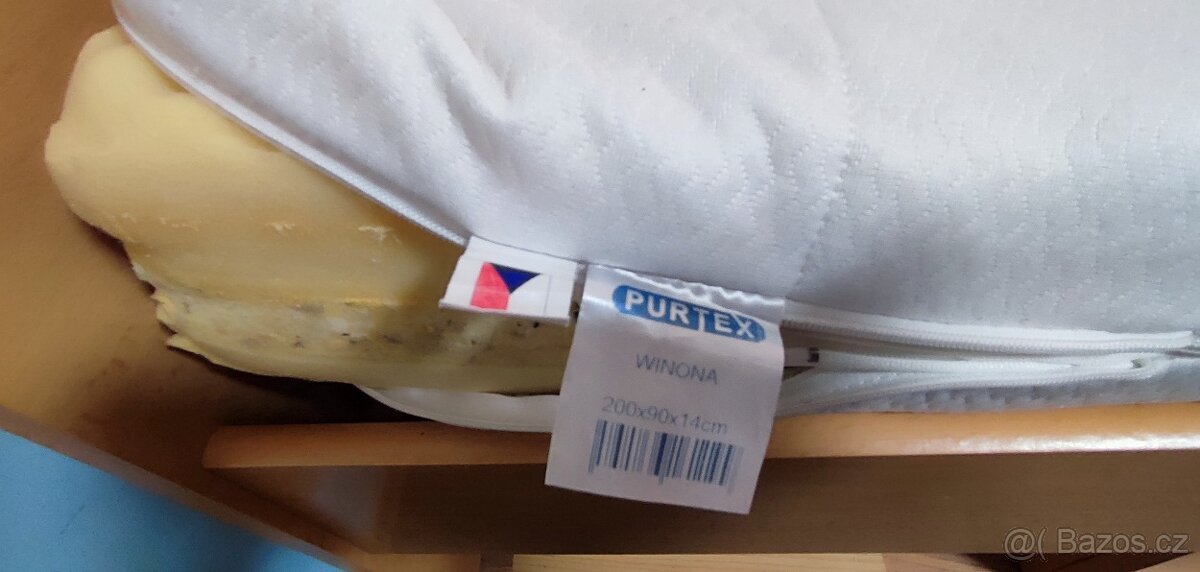 PURTEX
WINONA
200x90x14cm
@( Bazos.cz